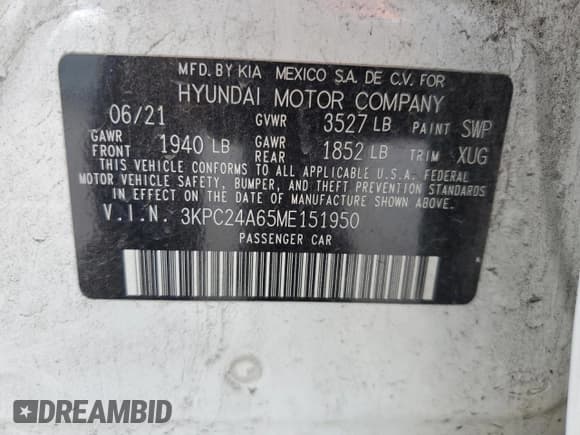 MFD. BY KIA MEXICO S.A. DE C.V. FOR
HYUNDAI MOTOR COMPANY
06/21 GVWR 3527 LB PAINT SWP
GAWR FRONT 1940 LB GAWR REAR 1852 LB TRIM XUG
THIS VEHICLE CONFORMS TO ALL APPLICABLE U.S.A. FEDERAL
MOTOR VEHICLE SAFETY, BUMPER, AND THEFT PREVENTION STANDARDS
IN EFFECT ON THE DATE OF MANUFACTURE SHOWN ABOVE.
V.I.N. 3KPC24A65ME151950
PASSENGER CAR
DREAMBID